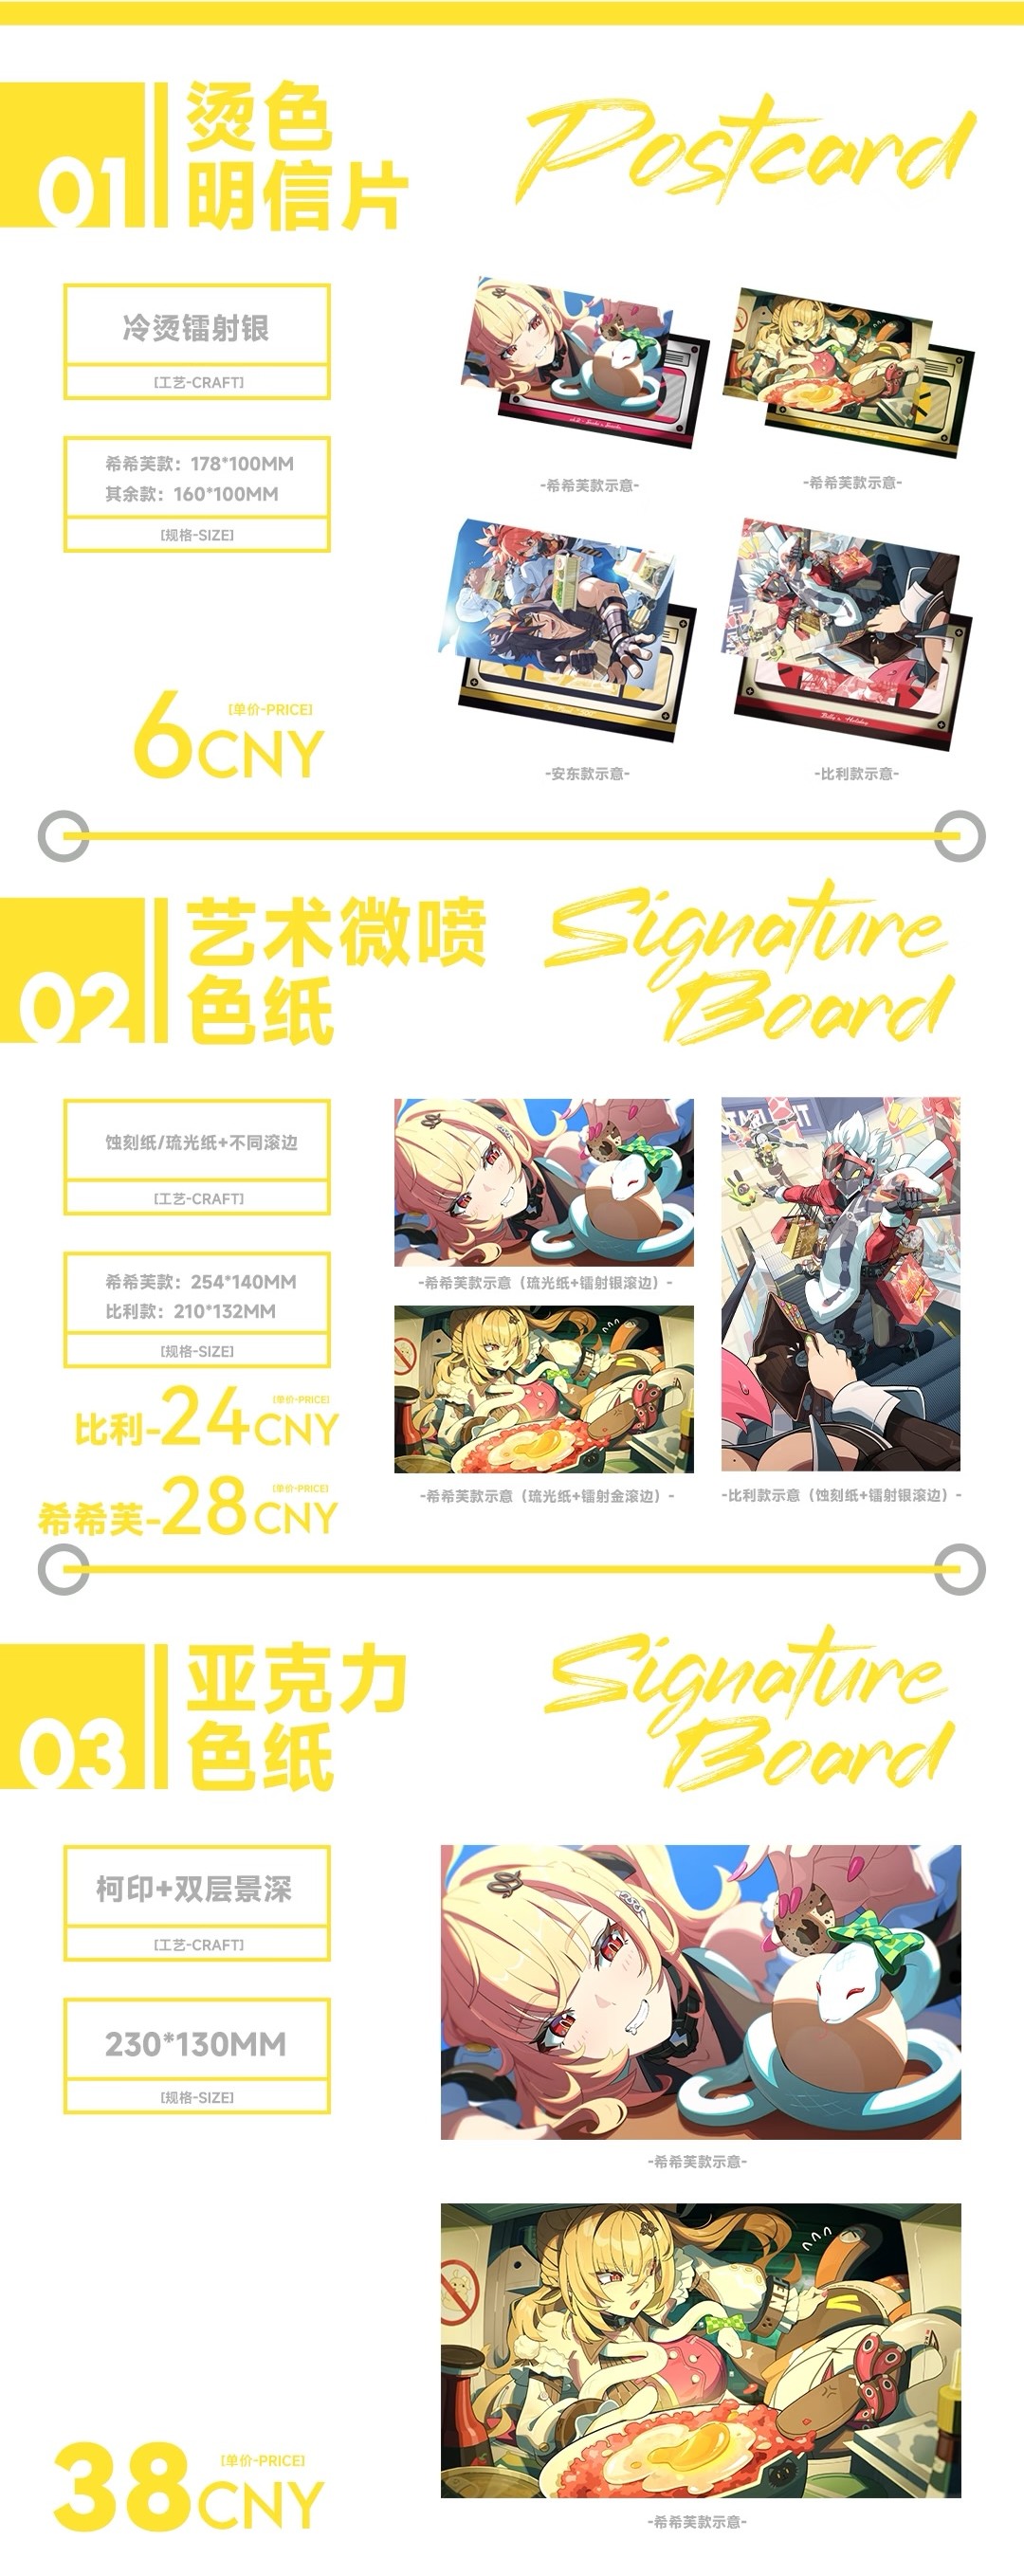 01
烫色
明信片
Postcard
冷烫镭射银
[工艺-CRAFT]
希希芙款：178*100MM
其余款：160*100MM
[规格-SIZE]
-希希芙款示意-
-希希芙款示意-
[单价-PRICE]
6CNY
Billy's Holiday
-安东款示意-
-比利款示意-
02
艺术微喷
色纸
Signature
Board
蚀刻纸/琉光纸+不同滚边
[工艺-CRAFT]
希希芙款：254*140MM
比利款：210*132MM
[规格-SIZE]
[单价-PRICE]
比利-24CNY
[单价-PRICE]
希希芙-28CNY
-希希芙款示意（琉光纸+镭射银滚边）-
-希希芙款示意（琉光纸+镭射金滚边）-
-比利款示意（蚀刻纸+镭射银滚边）-
03
亚克力
色纸
Signature
Board
柯印+双层景深
[工艺-CRAFT]
230*130MM
[规格-SIZE]
-希希芙款示意-
[单价-PRICE]
38CNY
-希希芙款示意-